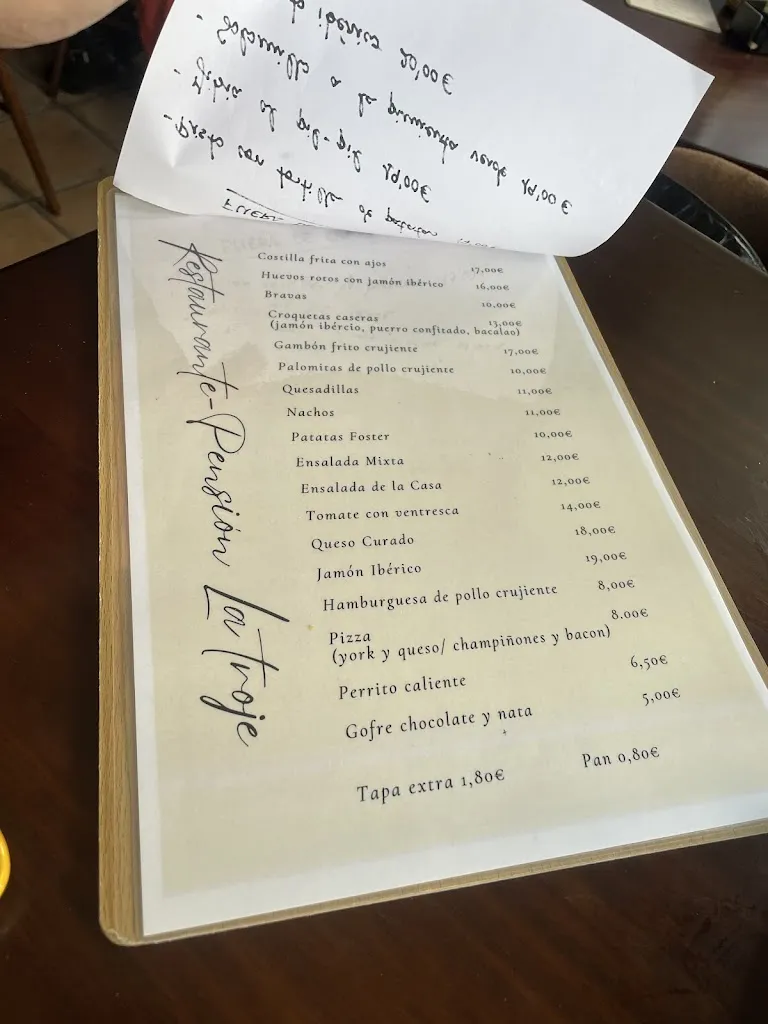 Restaurante-Pensión La Troje
Costilla frita con ajos 17,00€
Huevos rotos con jamón ibérico 16,00€
Bravas 10,00€
Croquetas caseras 13,00€
(jamón ibércio, puerro confitado, bacalao)
Gambón frito crujiente 17,00€
Palomitas de pollo crujiente 10,00€
Quesadillas 11,00€
Nachos 11,00€
Patatas Foster 10,00€
Ensalada Mixta 12,00€
Ensalada de la Casa 12,00€
Tomate con ventresca 14,00€
Queso Curado 18,00€
Jamón Ibérico 19,00€
Hamburguesa de pollo crujiente 8,00€
Pizza 8.00€
(york y queso/ champiñones y bacon)
Perrito caliente 6,50€
Gofre chocolate y nata 5,00€
Tapa extra 1,80€ Pan 0,80€